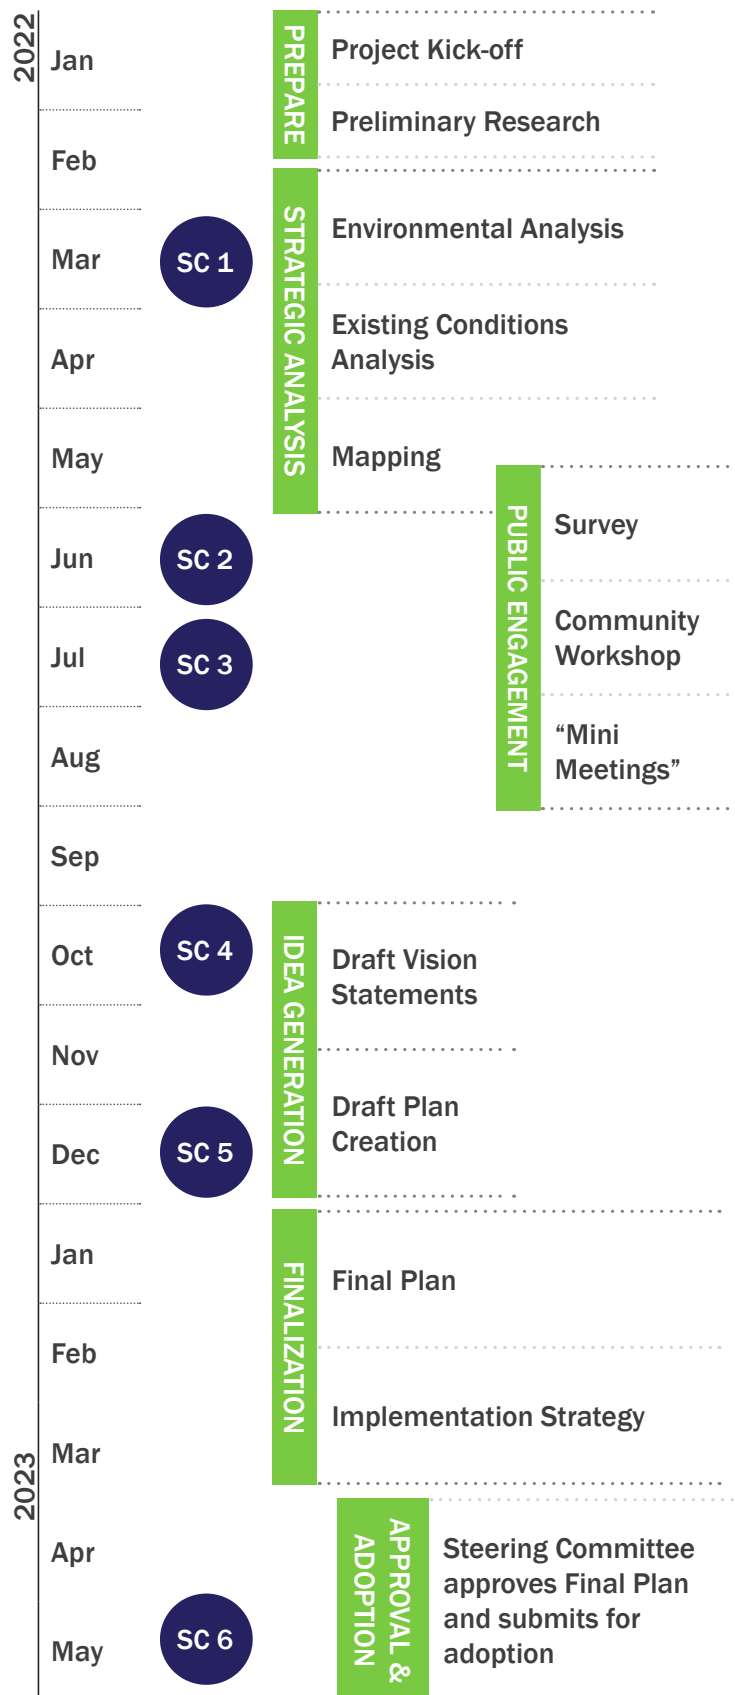 2022
Jan
Feb
Mar
Apr
May
Jun
Jul
Aug
Sep
Oct
Nov
Dec
Jan
Feb
Mar
2023
Apr
May
SC 1
SC 2
SC 3
SC 4
SC 5
SC 6
PREPARE
Project Kick-off
Preliminary Research
STRATEGIC ANALYSIS
Environmental Analysis
Existing Conditions
Analysis
Mapping
PUBLIC ENGAGEMENT
Survey
Community
Workshop
“Mini
Meetings”
IDEA GENERATION
Draft Vision
Statements
Draft Plan
Creation
FINALIZATION
Final Plan
Implementation Strategy
APPROVAL &
ADOPTION
Steering Committee
approves Final Plan
and submits for
adoption